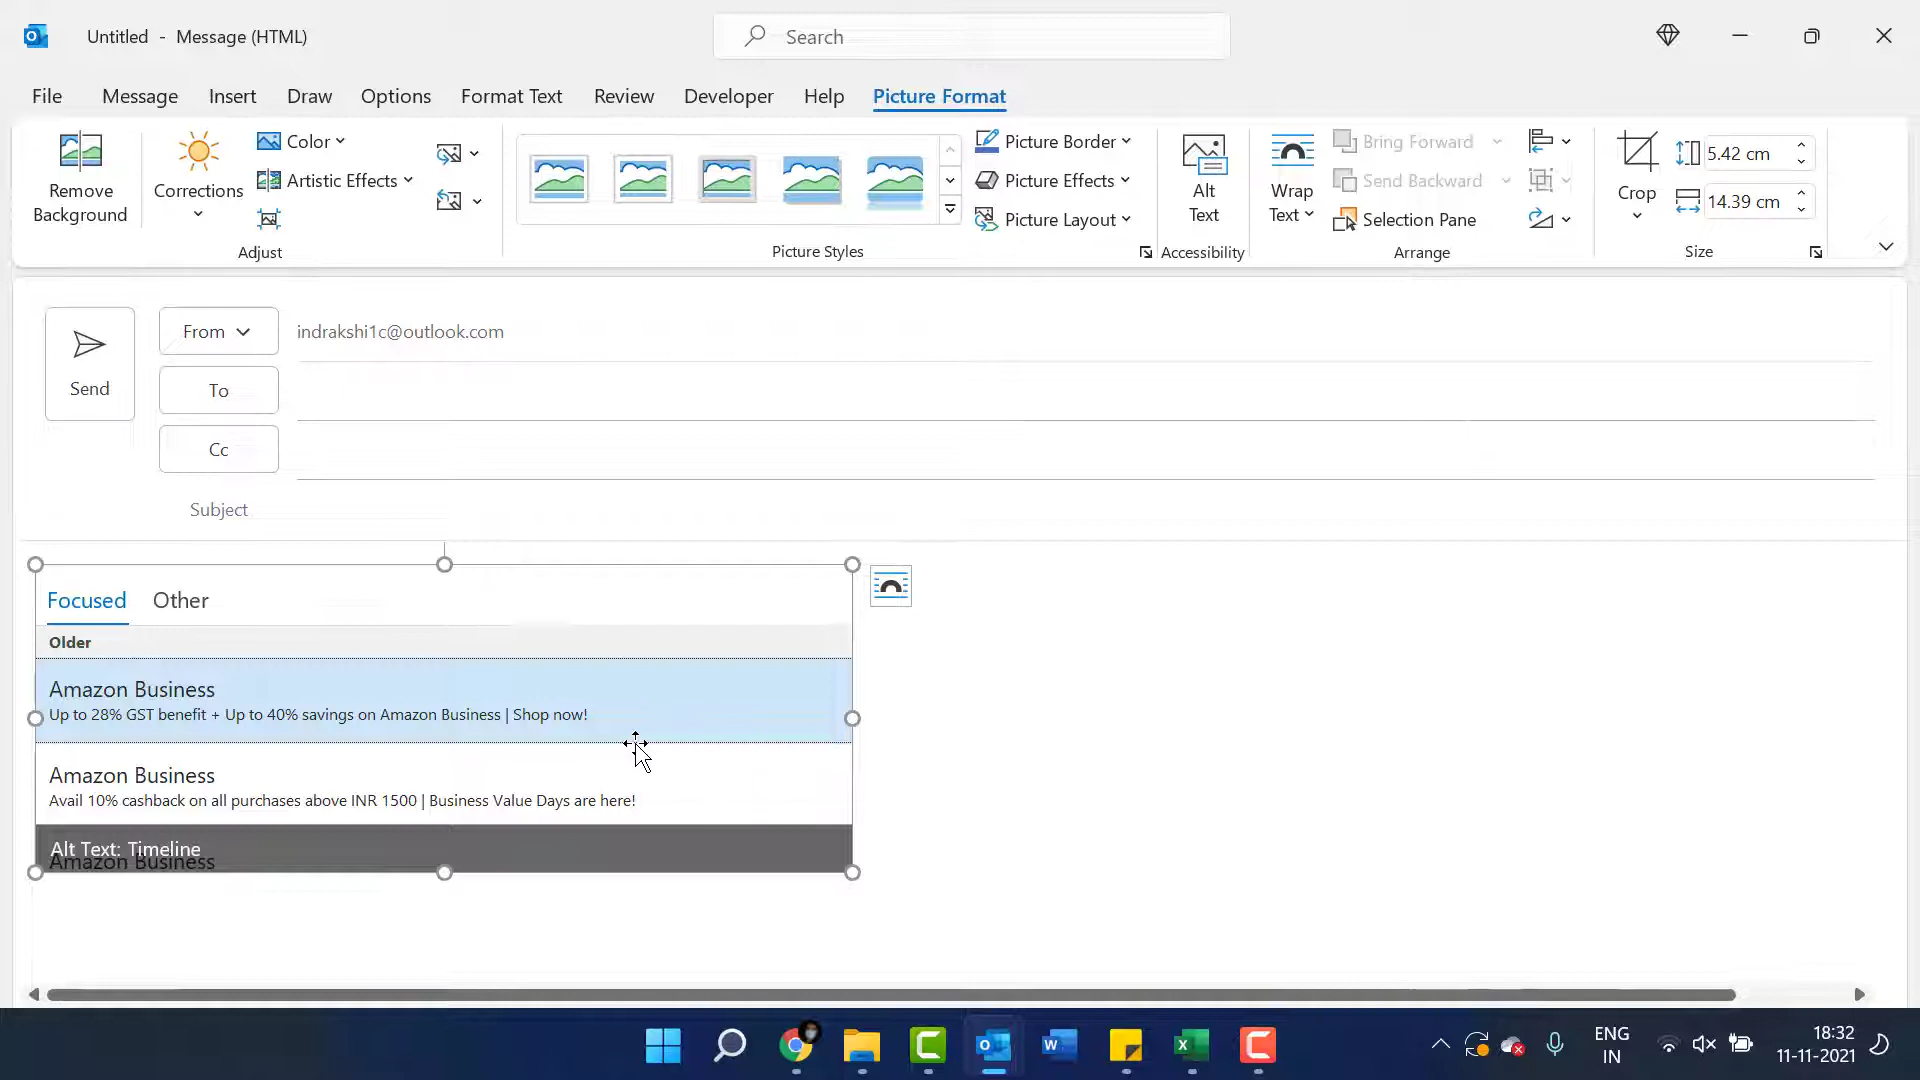 Untitled - Message (HTML)
Search
File Message Insert Draw Options Format Text Review Developer Help Picture Format
Remove Background
Corrections
Color
Artistic Effects
Adjust
Picture Styles
Picture Border
Picture Effects
Picture Layout
Alt Text
Accessibility
Wrap Text
Bring Forward
Send Backward
Selection Pane
Arrange
Crop
5.42 cm
14.39 cm
Size
Send
From
indrakshi1c@outlook.com
To
Cc
Subject
Focused Other
Older
Amazon Business
Up to 28% GST benefit + Up to 40% savings on Amazon Business | Shop now!
Amazon Business
Avail 10% cashback on all purchases above INR 1500 | Business Value Days are here!
Alt Text: Timeline
Amazon Business
ENG
IN
18:32
11-11-2021